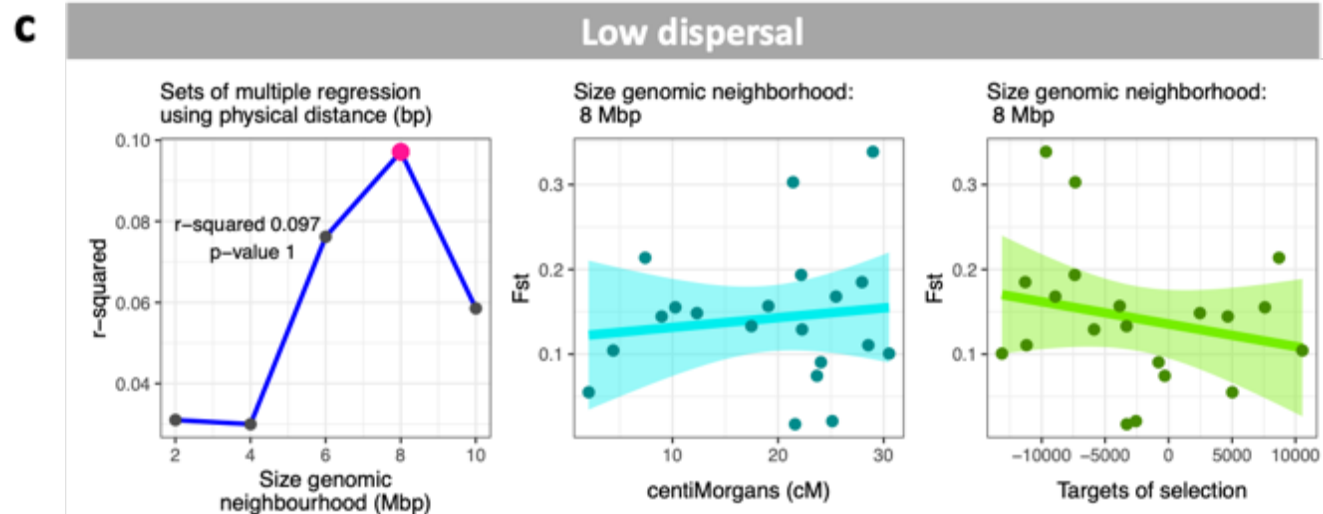 c
Low dispersal
Sets of multiple regression
using physical distance (bp)
r-squared
0.10
0.08
0.06
0.04
r-squared 0.097
p-value 1
2 4 6 8 10
Size genomic
neighbourhood (Mbp)
Size genomic neighborhood:
8 Mbp
Fst
0.3
0.2
0.1
10 20 30
centiMorgans (cM)
Size genomic neighborhood:
8 Mbp
Fst
0.3
0.2
0.1
−10000 −5000 0 5000 10000
Targets of selection